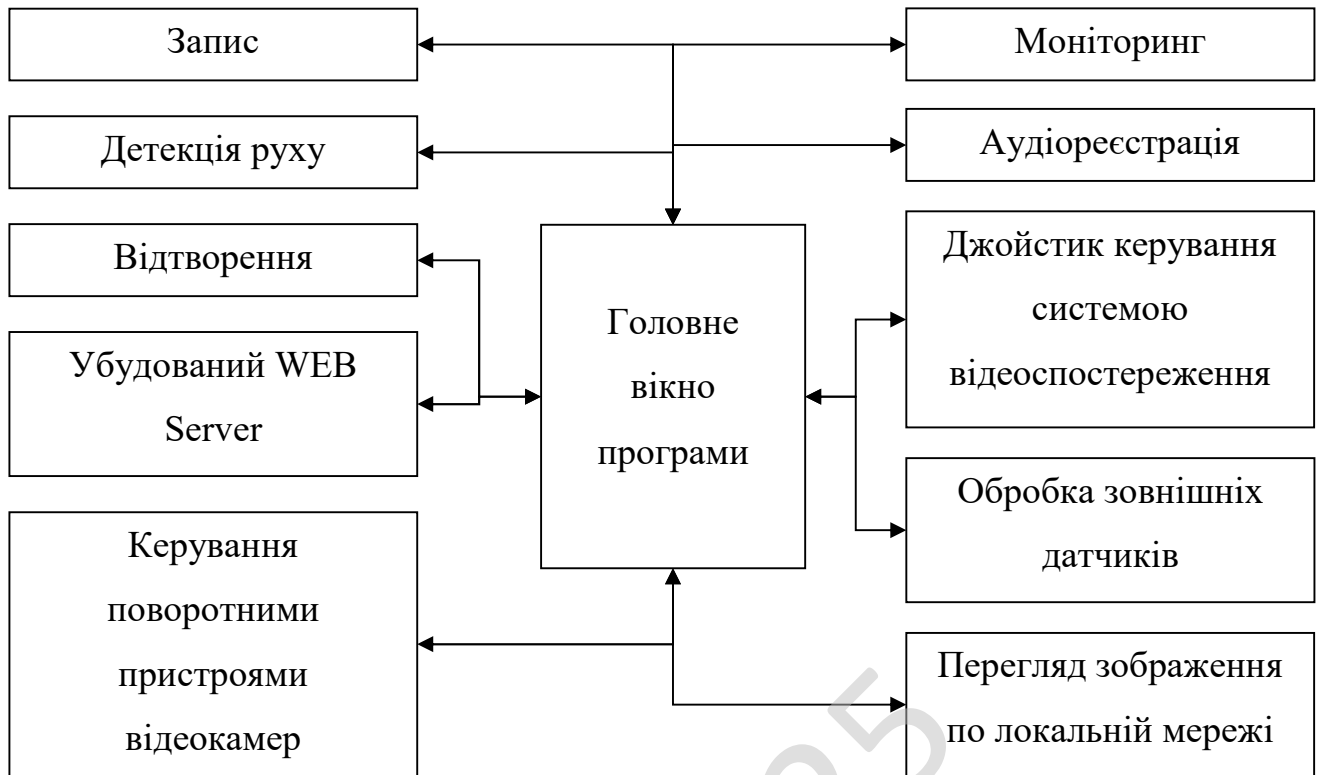 Запис
Моніторинг
Детекція руху
Аудіореєстрація
Відтворення
Джойстик керування
системою
відеоспостереження
Убудований WEB
Server
Головне
вікно
програми
Обробка зовнішніх
датчиків
Керування
поворотними
пристроями
відеокамер
Перегляд зображення
по локальній мережі